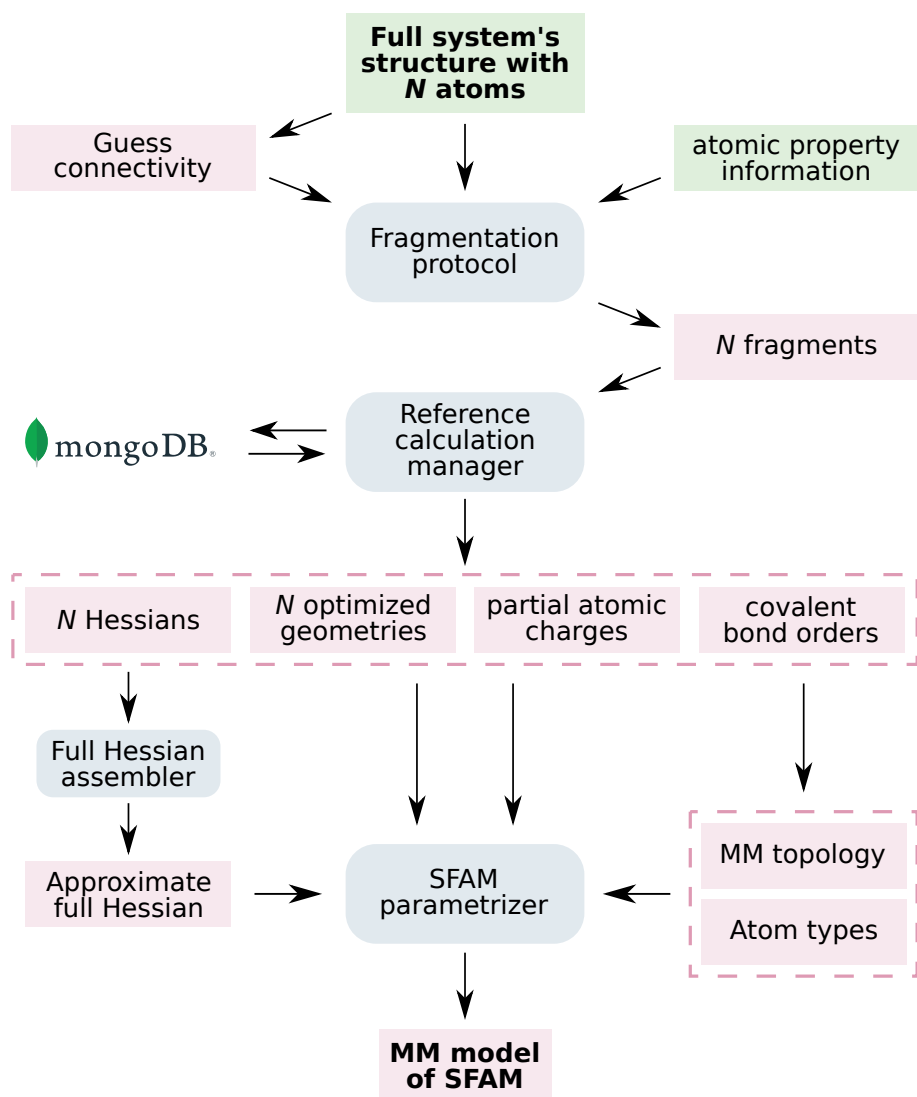 Full system's
structure with
N atoms
Guess
connectivity
atomic property
information
Fragmentation
protocol
N fragments
Reference
calculation
manager
mongoDB®
N Hessians
N optimized
geometries
partial atomic
charges
covalent
bond orders
Full Hessian
assembler
MM topology
Approximate
full Hessian
SFAM
parametrizer
Atom types
MM model
of SFAM